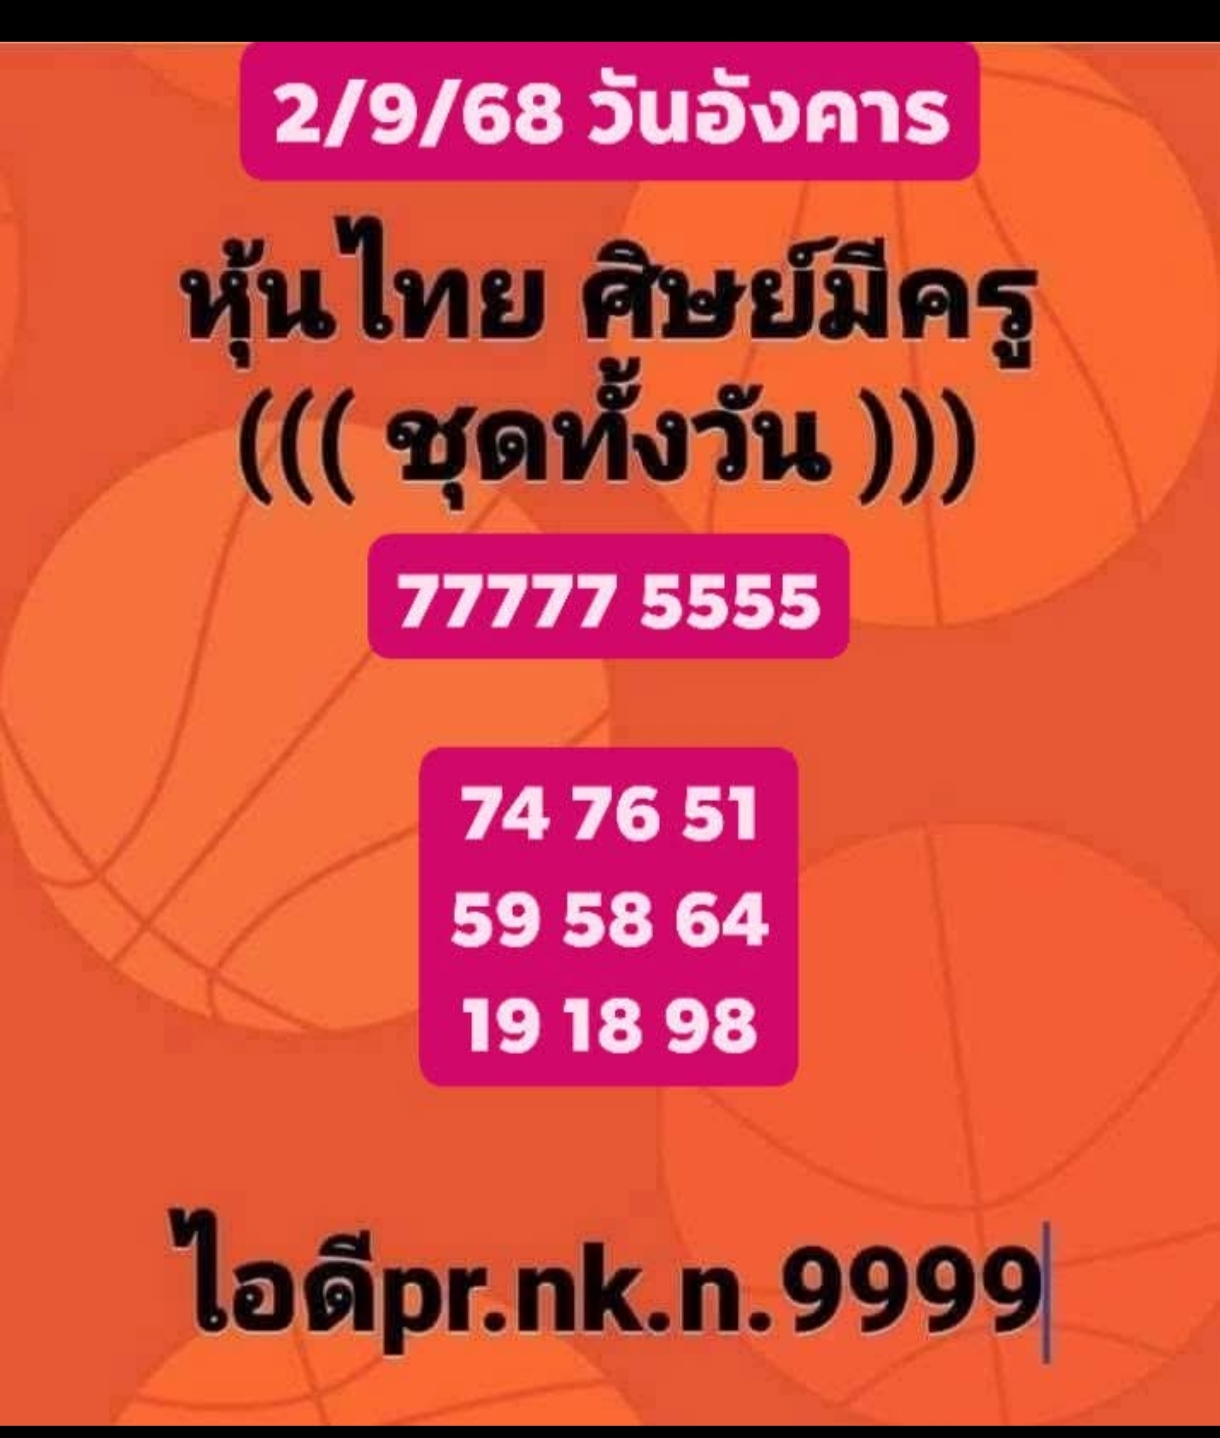 2/9/68 วันอังคาร
หุ้นไทย ศิษย์มีครู
((( ชุดทั้งวัน )))
77777 5555
74 76 51
59 58 64
19 18 98
ไอดีpr.nk.n.9999